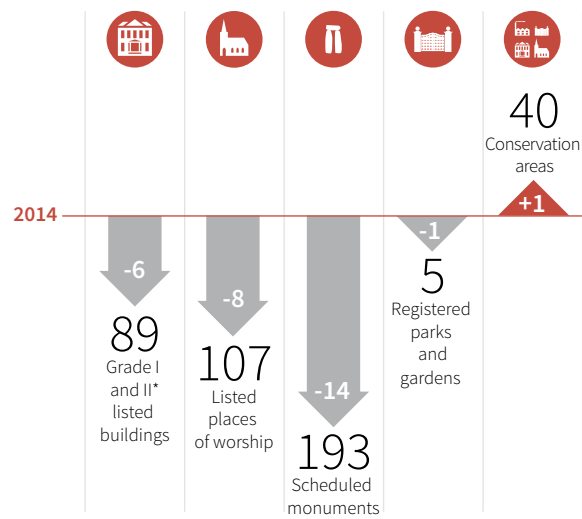 40
Conservation
areas
+1
2014
-6
89
Grade I
and II*
listed
buildings
-8
107
Listed
places
of worship
-14
193
Scheduled
monuments
-1
5
Registered
parks
and
gardens